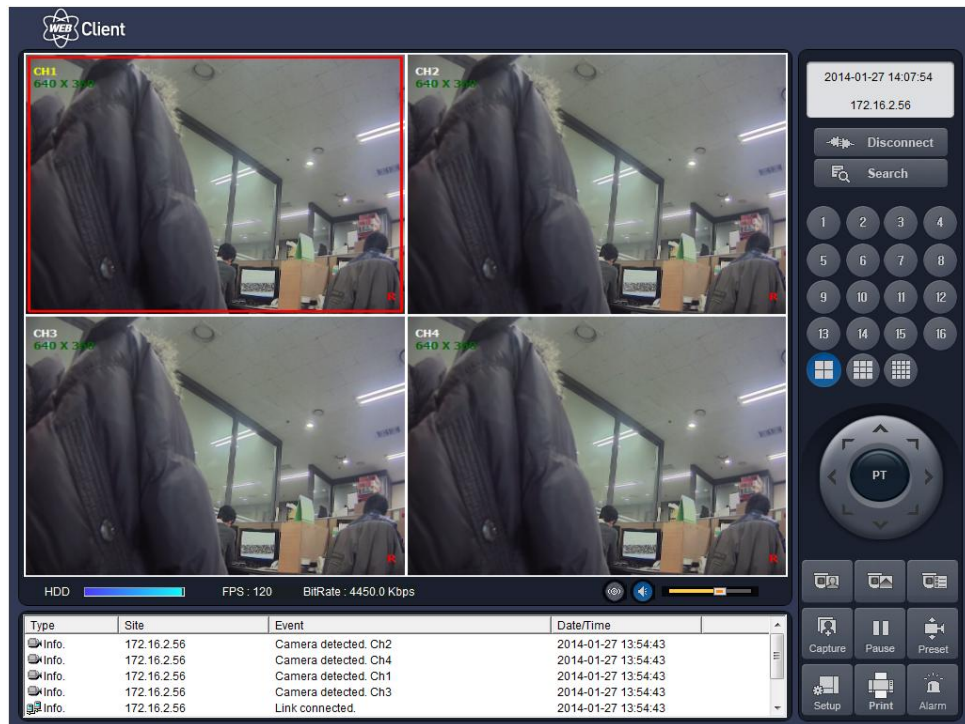 WEB Client
CH1
640 X 360
R
CH2
640 X 360
R
CH3
640 X 360
R
CH4
640 X 360
R
HDD
FPS : 120
BitRate : 4450.0 Kbps
Type Site Event Date/Time
Info. 172.16.2.56 Camera detected. Ch2 2014-01-27 13:54:43
Info. 172.16.2.56 Camera detected. Ch4 2014-01-27 13:54:43
Info. 172.16.2.56 Camera detected. Ch1 2014-01-27 13:54:43
Info. 172.16.2.56 Camera detected. Ch3 2014-01-27 13:54:43
Info. 172.16.2.56 Link connected. 2014-01-27 13:54:43
2014-01-27 14:07:54
172.16.2.56
Disconnect
Search
1 2 3 4
5 6 7 8
9 10 11 12
13 14 15 16
PT
Capture Pause Preset
Setup Print Alarm